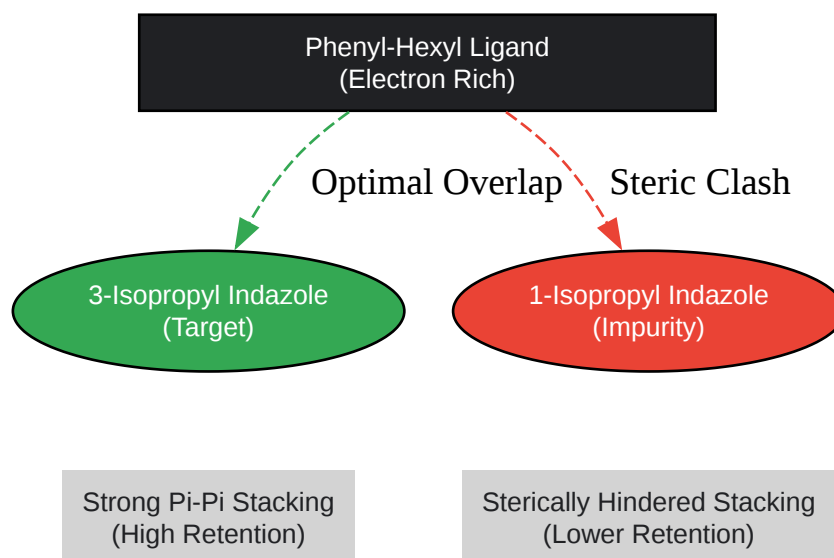 Phenyl-Hexyl Ligand
(Electron Rich)
Optimal Overlap
Steric Clash
3-Isopropyl Indazole
(Target)
1-Isopropyl Indazole
(Impurity)
Strong Pi-Pi Stacking
(High Retention)
Sterically Hindered Stacking
(Lower Retention)